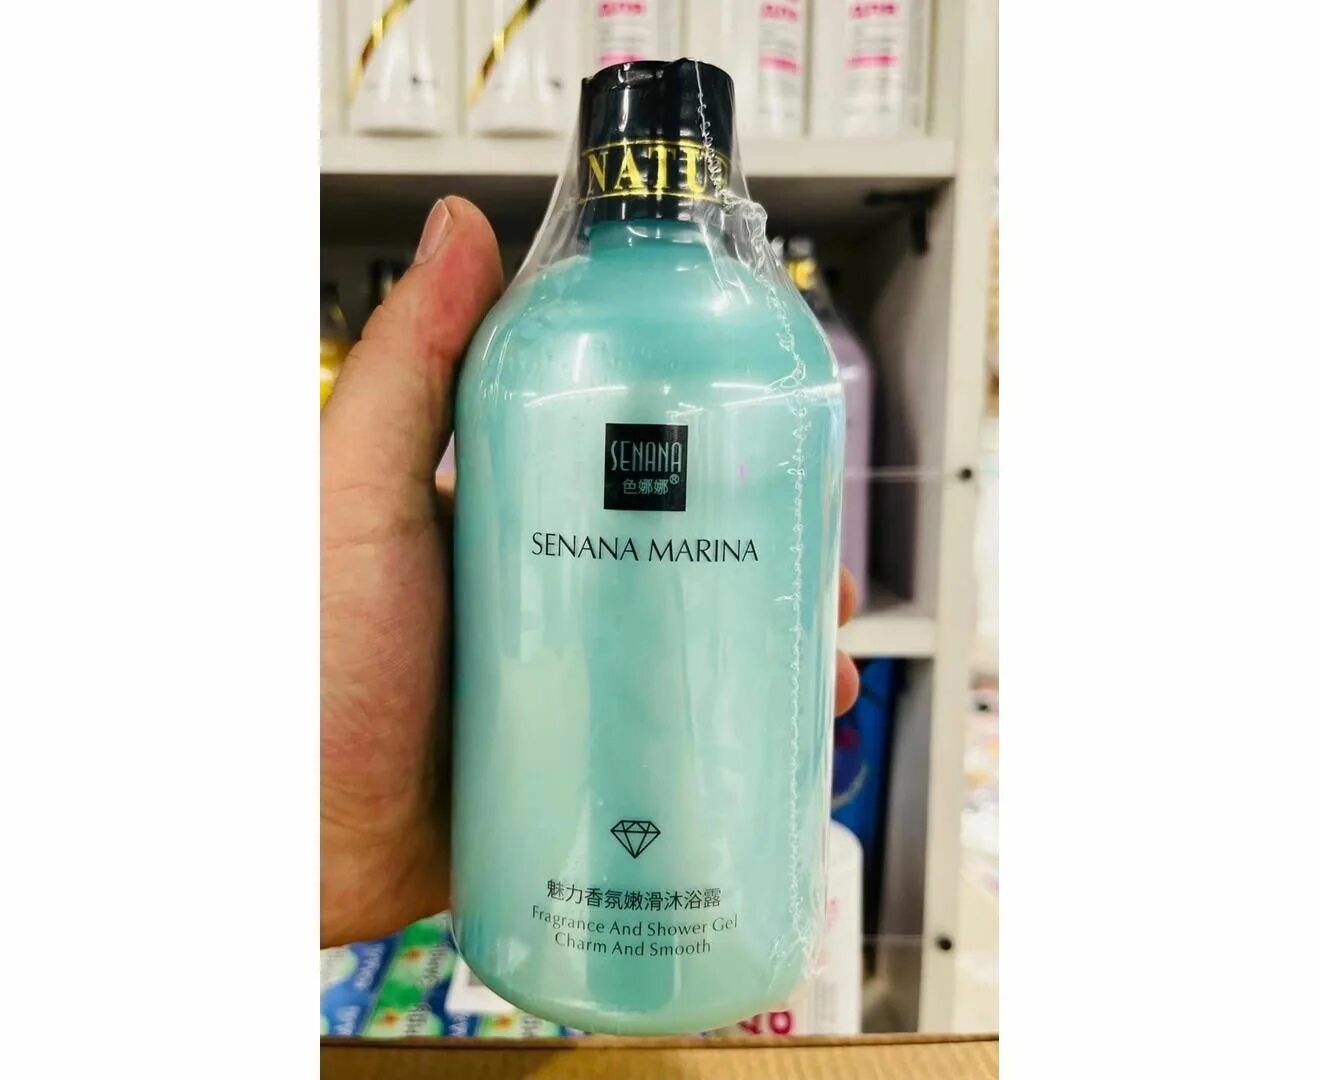 NATU
SENANA
色娜娜®
SENANA MARINA
魅力香氛嫩滑沐浴露
Fragrance And Shower Gel
Charm And Smooth